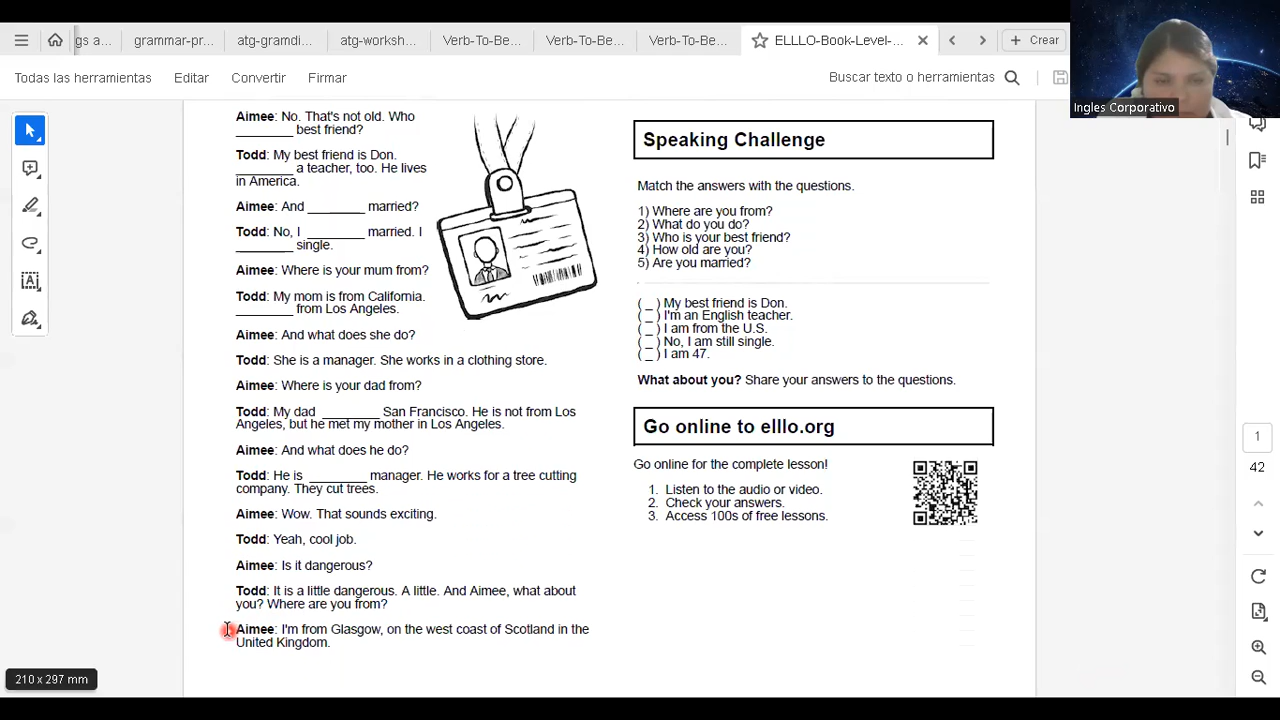 gs a...
grammar-pr...
atg-gramdi...
atg-worksh...
Verb-To-Be...
Verb-To-Be...
Verb-To-Be...
ELLLO-Book-Level-...
Crear
Todas las herramientas
Editar
Convertir
Firmar
Buscar texto o herramientas
Ingles Corporativo
Aimee: No. That's not old. Who
________ best friend?
Todd: My best friend is Don.
________ a teacher, too. He lives
in America.
Aimee: And ________ married?
Todd: No, I ________ married. I
________ single.
Aimee: Where is your mum from?
Todd: My mom is from California.
________ from Los Angeles.
Aimee: And what does she do?
Todd: She is a manager. She works in a clothing store.
Aimee: Where is your dad from?
Todd: My dad ________ San Francisco. He is not from Los
Angeles, but he met my mother in Los Angeles.
Aimee: And what does he do?
Todd: He is ________ manager. He works for a tree cutting
company. They cut trees.
Aimee: Wow. That sounds exciting.
Todd: Yeah, cool job.
Aimee: Is it dangerous?
Todd: It is a little dangerous. A little. And Aimee, what about
you? Where are you from?
Aimee: I'm from Glasgow, on the west coast of Scotland in the
United Kingdom.
Speaking Challenge
Match the answers with the questions.
1) Where are you from?
2) What do you do?
3) Who is your best friend?
4) How old are you?
5) Are you married?
( _ ) My best friend is Don.
( _ ) I'm an English teacher.
( _ ) I am from the U.S.
( _ ) No, I am still single.
( _ ) I am 47.
What about you? Share your answers to the questions.
Go online to elllo.org
Go online for the complete lesson!
1. Listen to the audio or video.
2. Check your answers.
3. Access 100s of free lessons.
1
42
210 x 297 mm